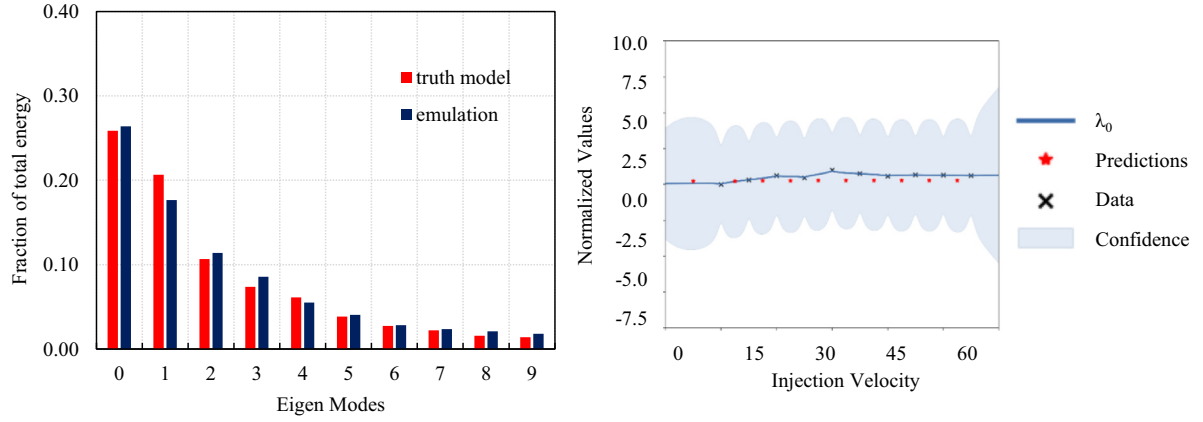 0.40
0.30
0.20
0.10
0.00
Fraction of total energy
truth model
emulation
0 1 2 3 4 5 6 7 8 9
Eigen Modes
10.0
7.5
5.0
2.5
0.0
-2.5
-5.0
-7.5
Normalized Values
0 15 30 45 60
Injection Velocity
λ₀
Predictions
Data
Confidence